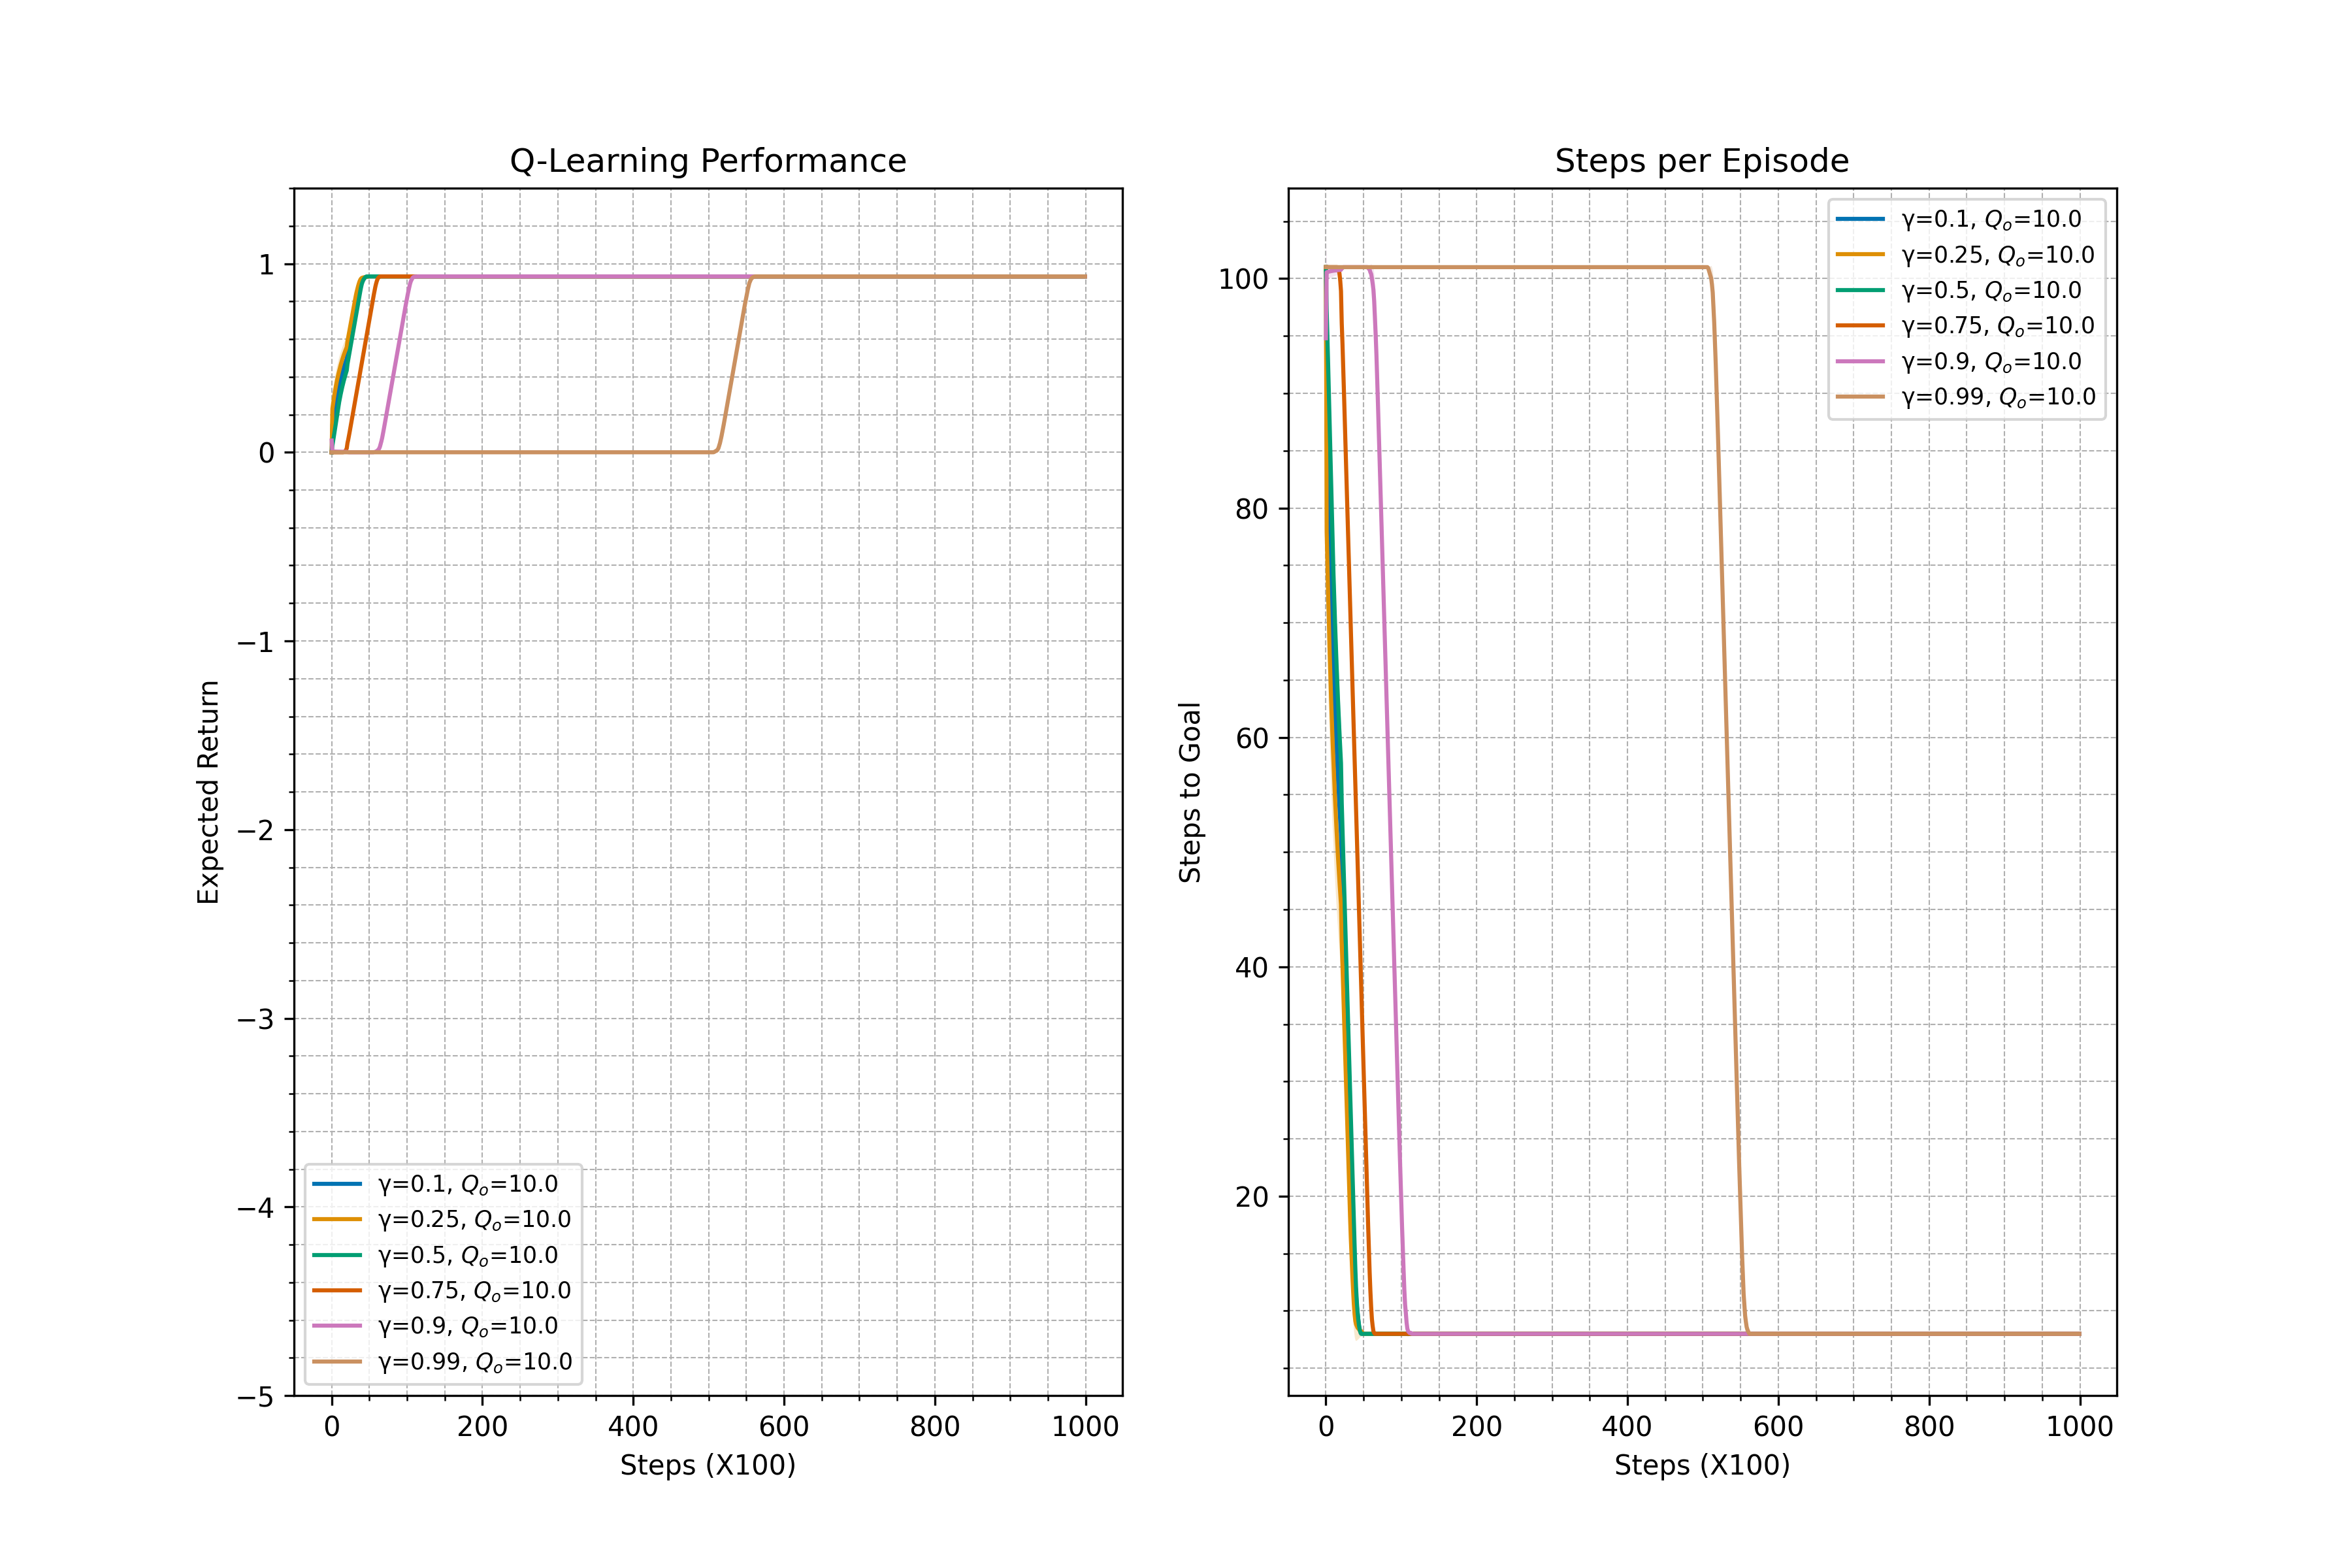 Q-Learning Performance
1
0
−1
−2
−3
−4
−5
Expected Return
γ=0.1, Qo=10.0
γ=0.25, Qo=10.0
γ=0.5, Qo=10.0
γ=0.75, Qo=10.0
γ=0.9, Qo=10.0
γ=0.99, Qo=10.0
0 200 400 600 800 1000
Steps (X100)
Steps per Episode
100
80
60
40
20
Steps to Goal
γ=0.1, Qo=10.0
γ=0.25, Qo=10.0
γ=0.5, Qo=10.0
γ=0.75, Qo=10.0
γ=0.9, Qo=10.0
γ=0.99, Qo=10.0
0 200 400 600 800 1000
Steps (X100)